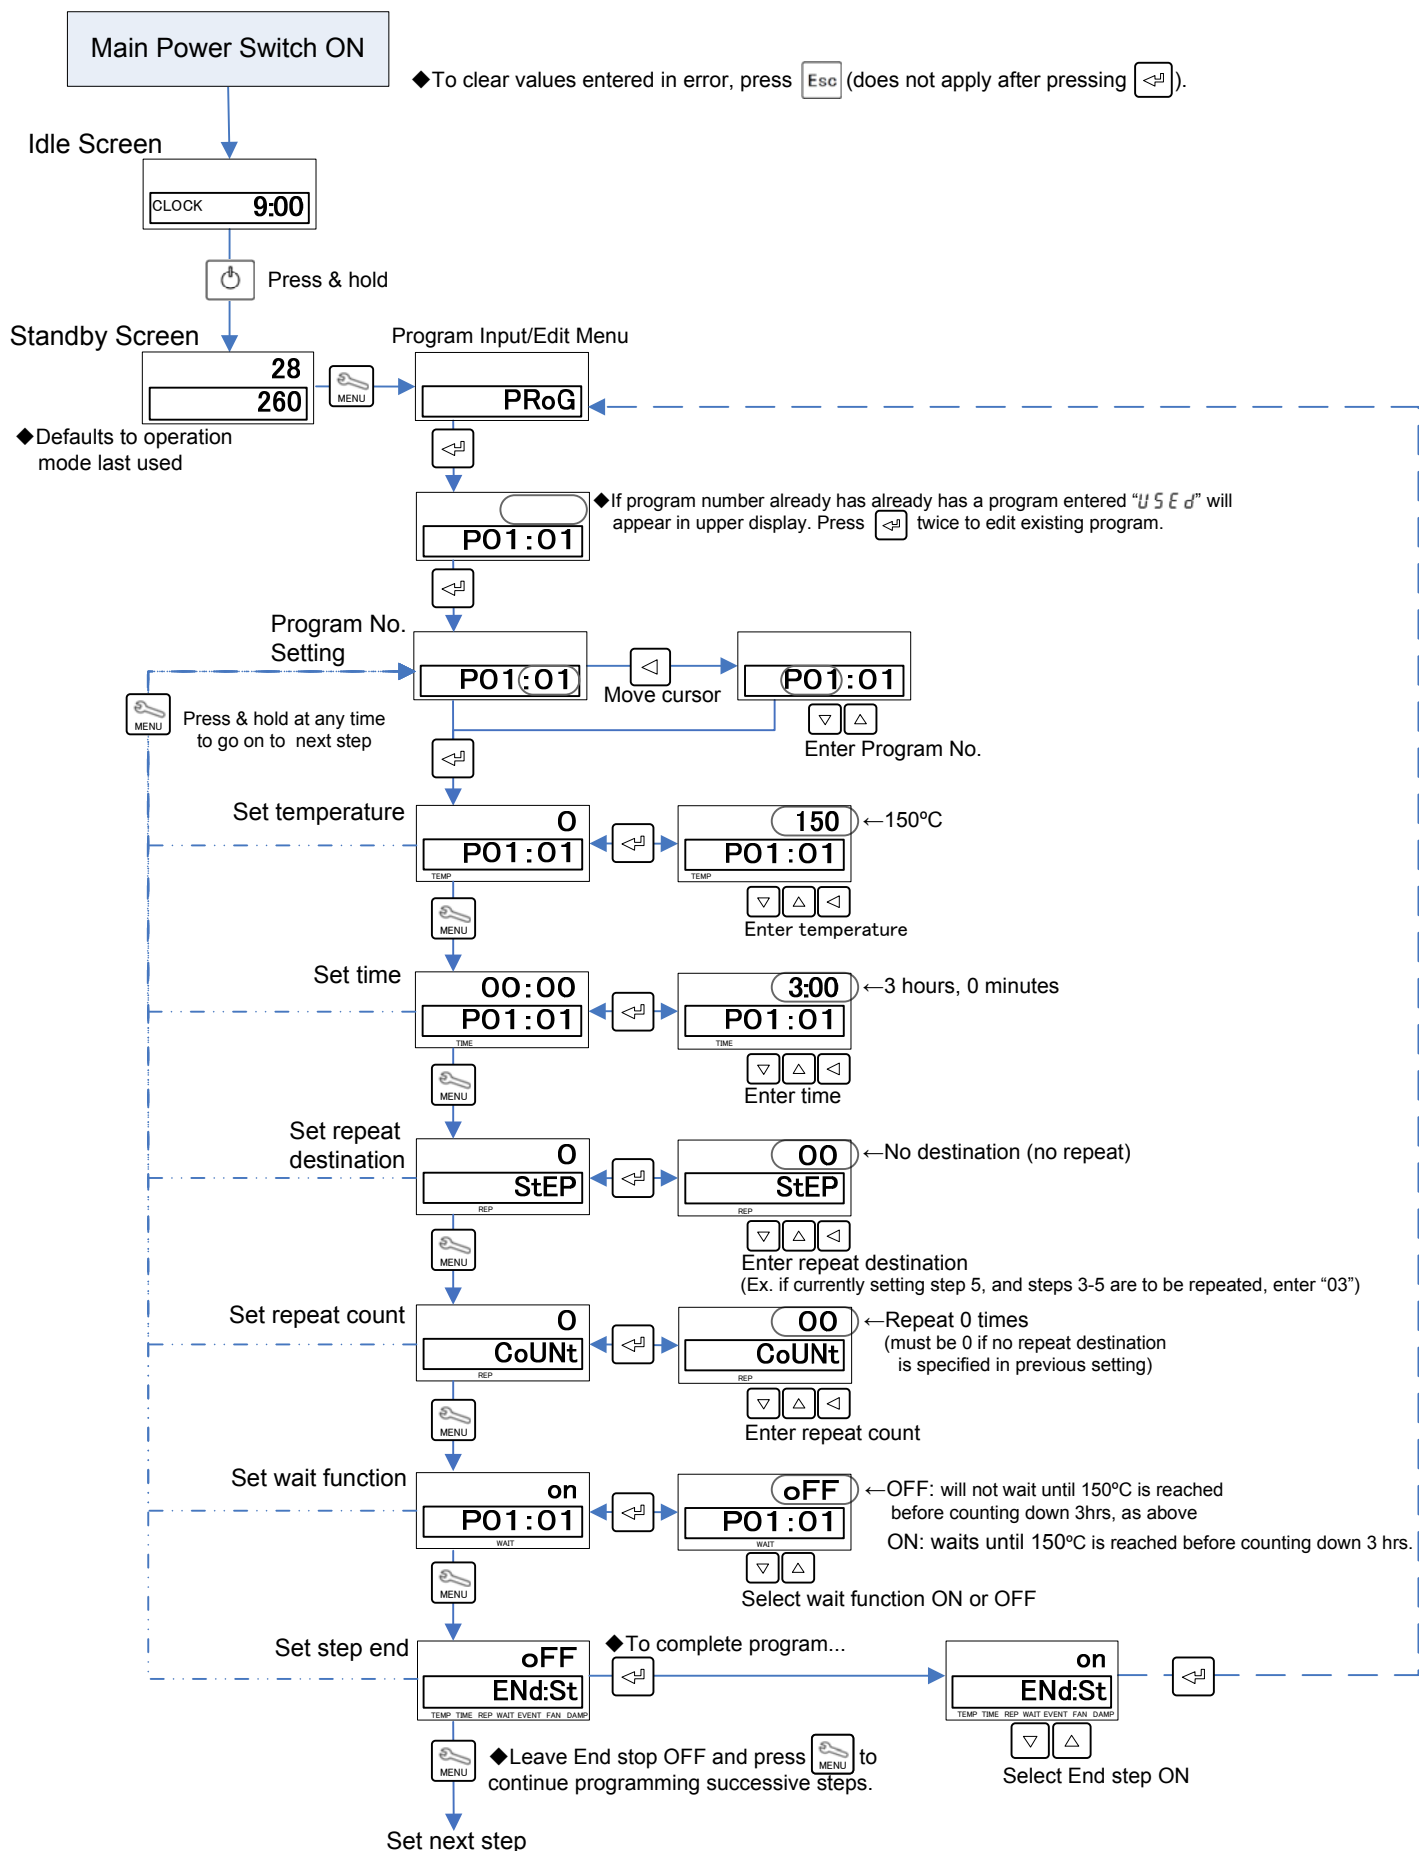 Main Power Switch ON
◆To clear values entered in error, press Esc (does not apply after pressing ).
Idle Screen
CLOCK 9:00
Press & hold
Standby Screen
28
260
MENU
Program Input/Edit Menu
PRoG
◆Defaults to operation
mode last used
◆If program number already has already has a program entered “USEd” will
appear in upper display. Press twice to edit existing program.
P01:01
Program No.
Setting
P01:01
Move cursor
P01:01
Enter Program No.
MENU
Press & hold at any time
to go on to next step
Set temperature
0
P01:01
TEMP
150
P01:01
TEMP
←150ºC
Enter temperature
MENU
Set time
00:00
P01:01
TIME
3:00
P01:01
TIME
←3 hours, 0 minutes
Enter time
MENU
Set repeat
destination
0
StEP
REP
00
StEP
REP
←No destination (no repeat)
Enter repeat destination
(Ex. if currently setting step 5, and steps 3-5 are to be repeated, enter “03”)
MENU
Set repeat count
0
CoUNt
REP
00
CoUNt
REP
←Repeat 0 times
(must be 0 if no repeat destination
is specified in previous setting)
Enter repeat count
MENU
Set wait function
on
P01:01
WAIT
oFF
P01:01
WAIT
←OFF: will not wait until 150ºC is reached
before counting down 3hrs, as above
ON: waits until 150ºC is reached before counting down 3 hrs.
Select wait function ON or OFF
MENU
Set step end
oFF
ENd:St
TEMP TIME REP WAIT EVENT FAN DAMP
◆To complete program...
on
ENd:St
TEMP TIME REP WAIT EVENT FAN DAMP
Select End step ON
MENU
◆Leave End stop OFF and press MENU to
continue programming successive steps.
Set next step